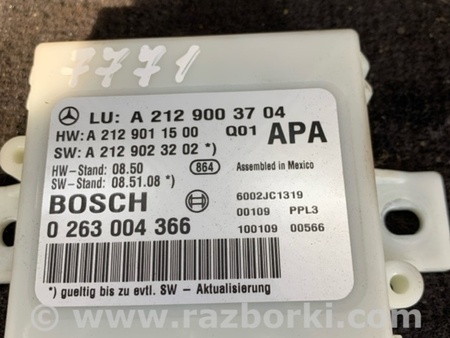 7771
LU: A 212 900 37 04
HW: A 212 901 15 00 Q01 APA
SW: A 212 902 32 02 *)
HW-Stand: 08.50 864 Assembled in Mexico
SW-Stand: 08.51.08 *)
BOSCH 6002JC1319
0 263 004 366 00109 PPL3
100109 00566
*) gueltig bis zu evtl. SW - Aktualisierung
© www.razborki.com